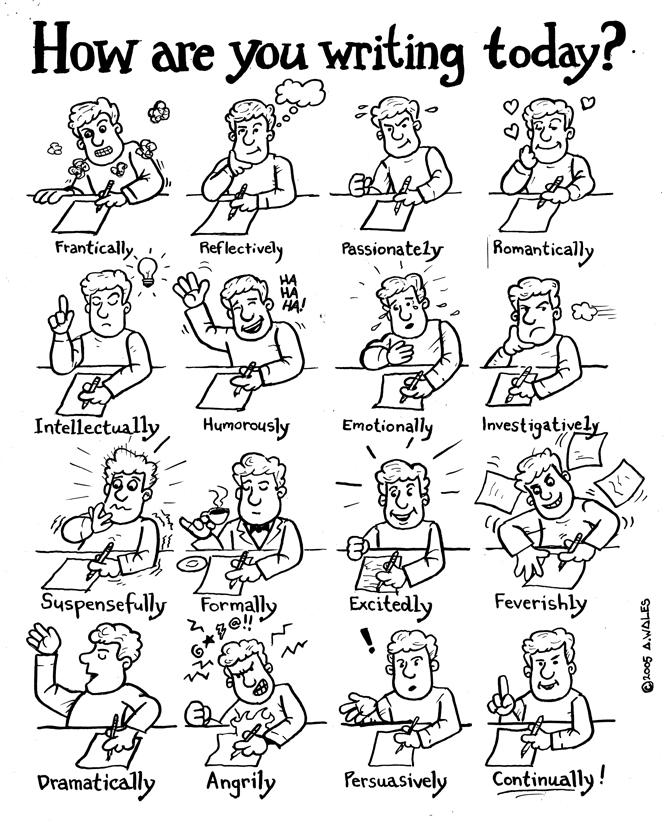 How are you writing today?
Frantically Reflectively Passionately Romantically
HA
HA
HA!
Intellectually Humorously Emotionally Investigatively
Suspensefully Formally Excitedly Feverishly
@!!
!
Dramatically Angrily Persuasively Continually!
©2005 A.WALES